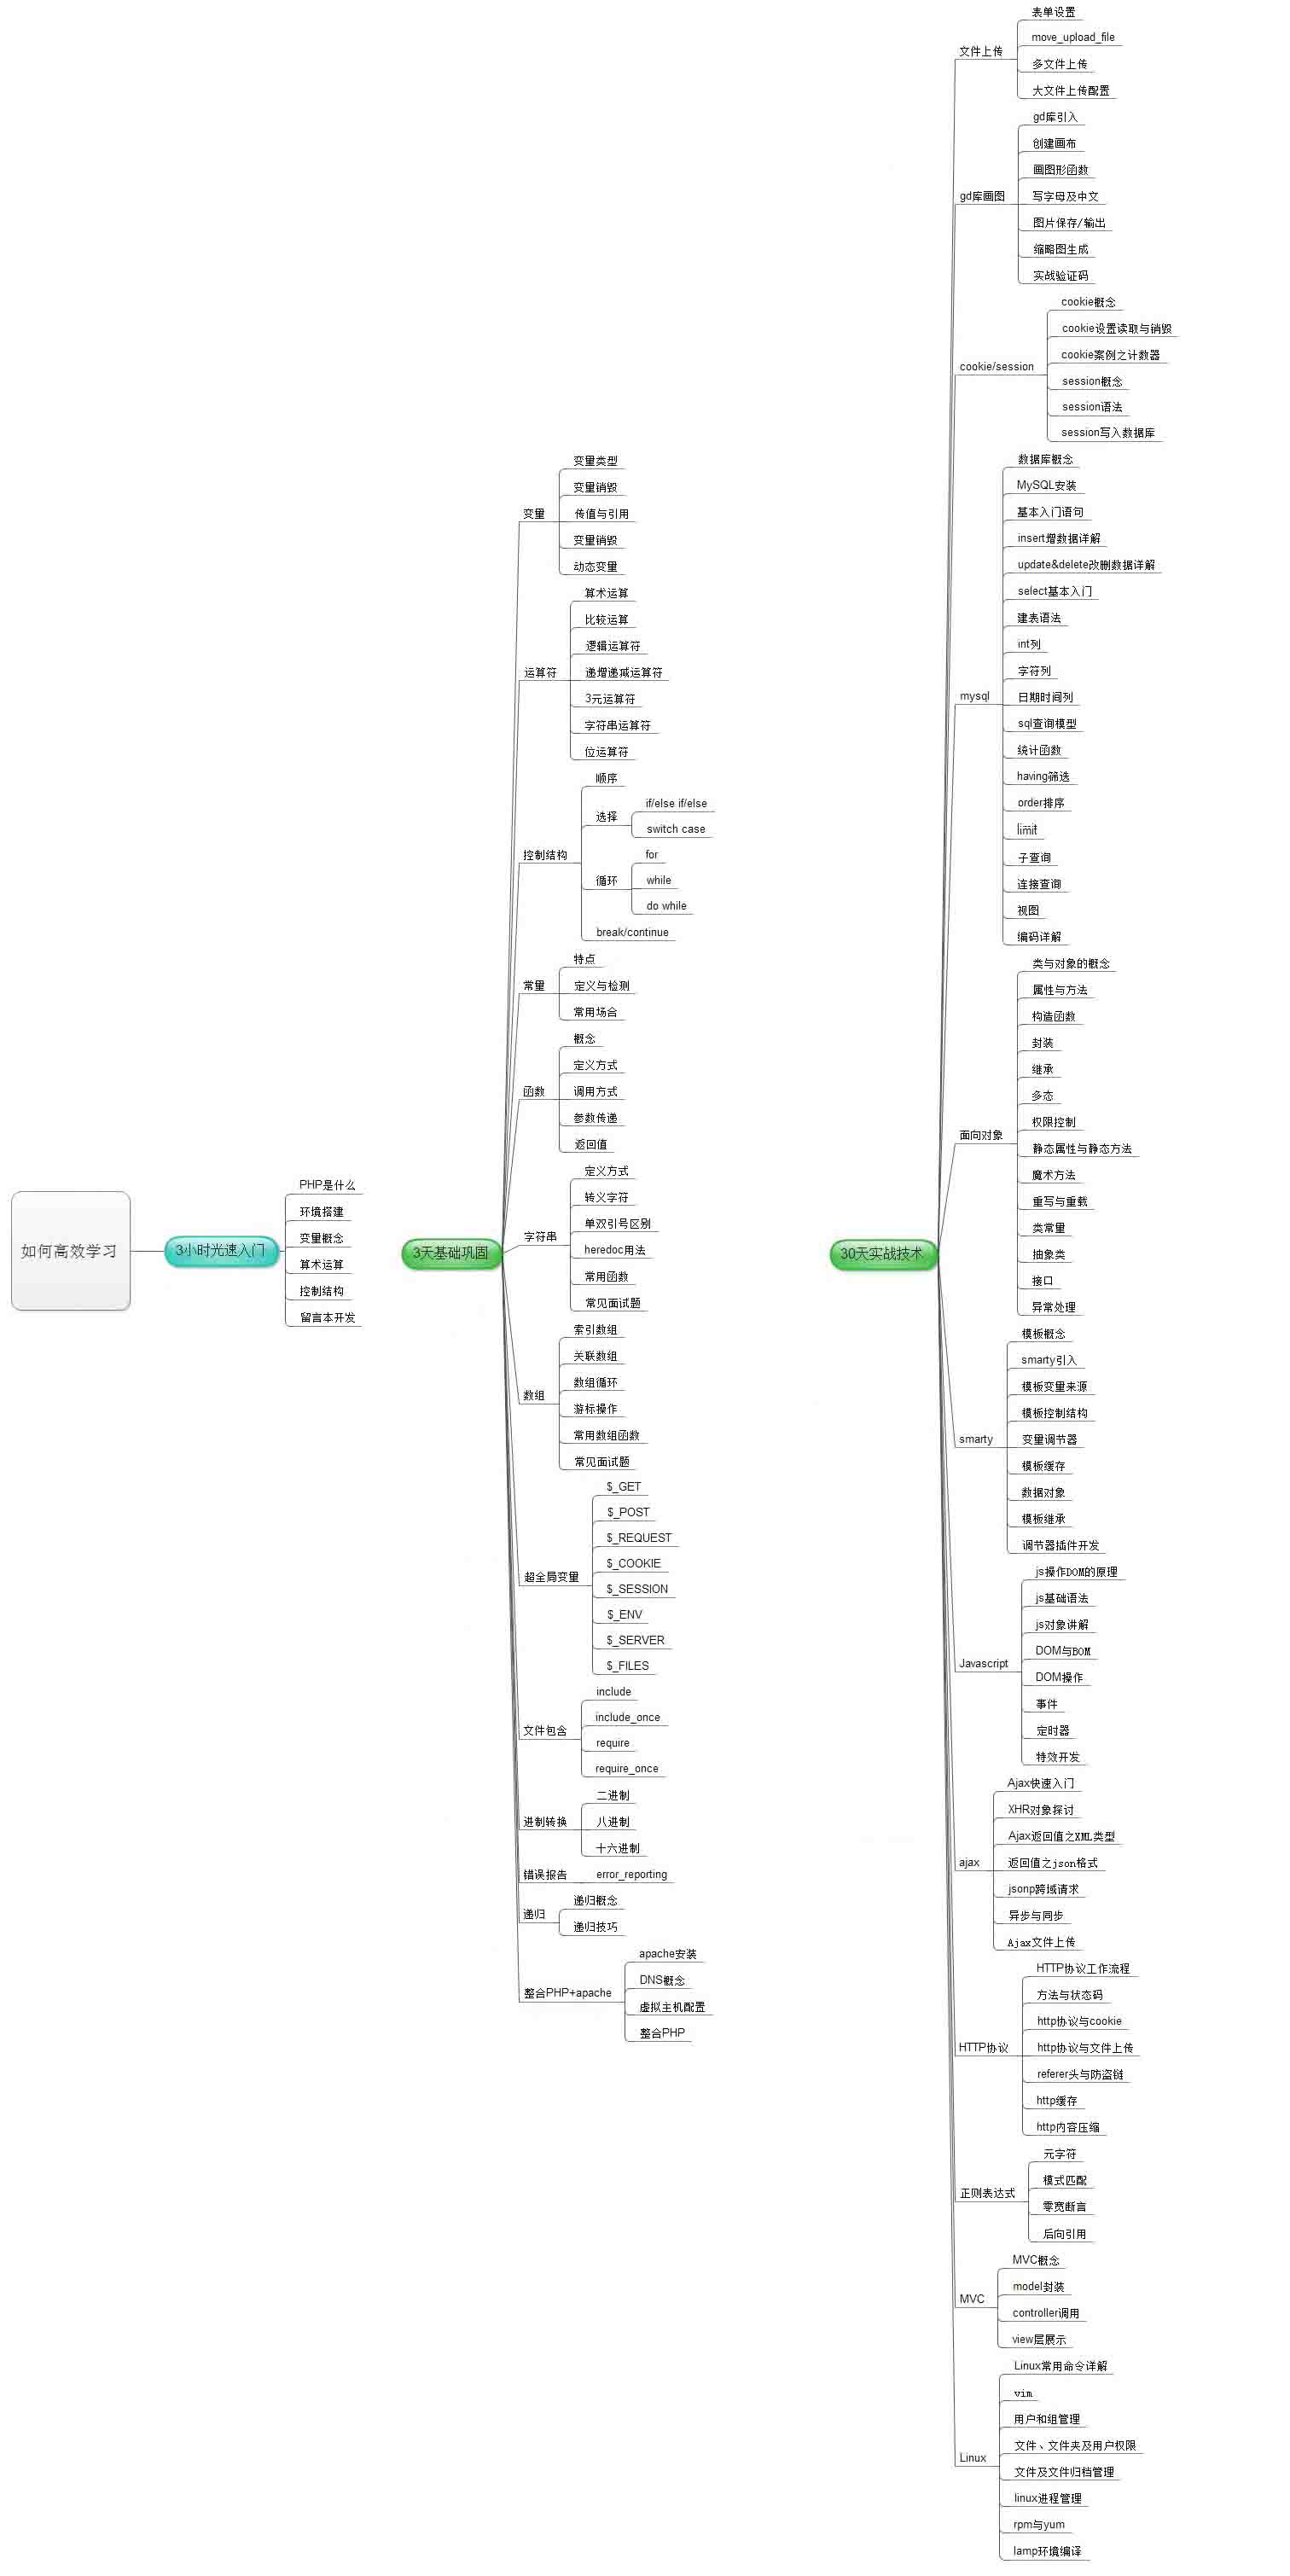 如何高效学习
3小时光速入门
PHP是什么
环境搭建
变量概念
算术运算
控制结构
留言本开发
3天基础巩固
变量
变量类型
变量销毁
传值与引用
变量销毁
动态变量
运算符
算术运算
比较运算
逻辑运算符
递增递减运算符
3元运算符
字符串运算符
位运算符
控制结构
顺序
选择
if/else if/else
switch case
循环
for
while
do while
break/continue
常量
特点
定义与检测
常用场合
函数
概念
定义方式
调用方式
参数传递
返回值
字符串
定义方式
转义字符
单双引号区别
heredoc用法
常用函数
常见面试题
数组
索引数组
关联数组
数组循环
游标操作
常用数组函数
常见面试题
超全局变量
$_GET
$_POST
$_REQUEST
$_COOKIE
$_SESSION
$_ENV
$_SERVER
$_FILES
文件包含
include
include_once
require
require_once
进制转换
二进制
八进制
十六进制
错误报告
error_reporting
递归
递归概念
递归技巧
整合PHP+apache
apache安装
DNS概念
虚拟主机配置
整合PHP
30天实战技术
文件上传
表单设置
move_upload_file
多文件上传
大文件上传配置
gd库画图
gd库引入
创建画布
画图形函数
写字母及中文
图片保存/输出
缩略图生成
实战验证码
cookie/session
cookie概念
cookie设置读取与销毁
cookie案例之计数器
session概念
session语法
session写入数据库
mysql
数据库概念
MySQL安装
基本入门语句
insert增数据详解
update&delete改删数据详解
select基本入门
建表语法
int列
字符列
日期时间列
sql查询模型
统计函数
having筛选
order排序
limit
子查询
连接查询
视图
编码详解
面向对象
类与对象的概念
属性与方法
构造函数
封装
继承
多态
权限控制
静态属性与静态方法
魔术方法
重写与重载
类常量
抽象类
接口
异常处理
smarty
模板概念
smarty引入
模板变量来源
模板控制结构
变量调节器
模板缓存
数据对象
模板继承
调节器插件开发
Javascript
js操作DOM的原理
js基础语法
js对象讲解
DOM与BOM
DOM操作
事件
定时器
特效开发
ajax
Ajax快速入门
XHR对象探讨
Ajax返回值之XML类型
返回值之json格式
jsonp跨域请求
异步与同步
Ajax文件上传
HTTP协议
HTTP协议工作流程
方法与状态码
http协议与cookie
http协议与文件上传
referer头与防盗链
http缓存
http内容压缩
正则表达式
元字符
模式匹配
零宽断言
后向引用
MVC
MVC概念
model封装
controller调用
view层展示
Linux
Linux常用命令详解
vim
用户和组管理
文件、文件夹及用户权限
文件及文件归档管理
linux进程管理
rpm与yum
lamp环境编译